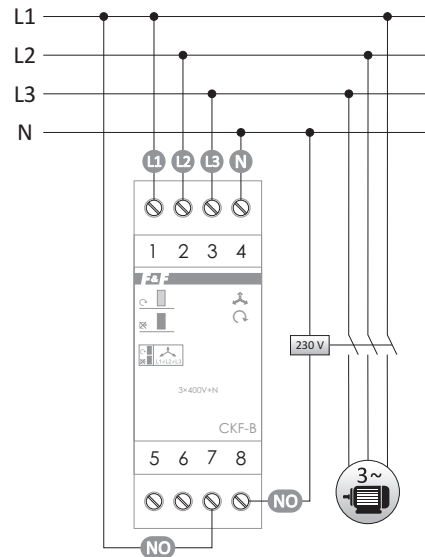 L1
L2
L3
N
L1 L2 L3 N
1 2 3 4
F&F
L1=L2=L3
3×400V+N
CKF-B
230 V
5 6 7 8
NO
NO
3~